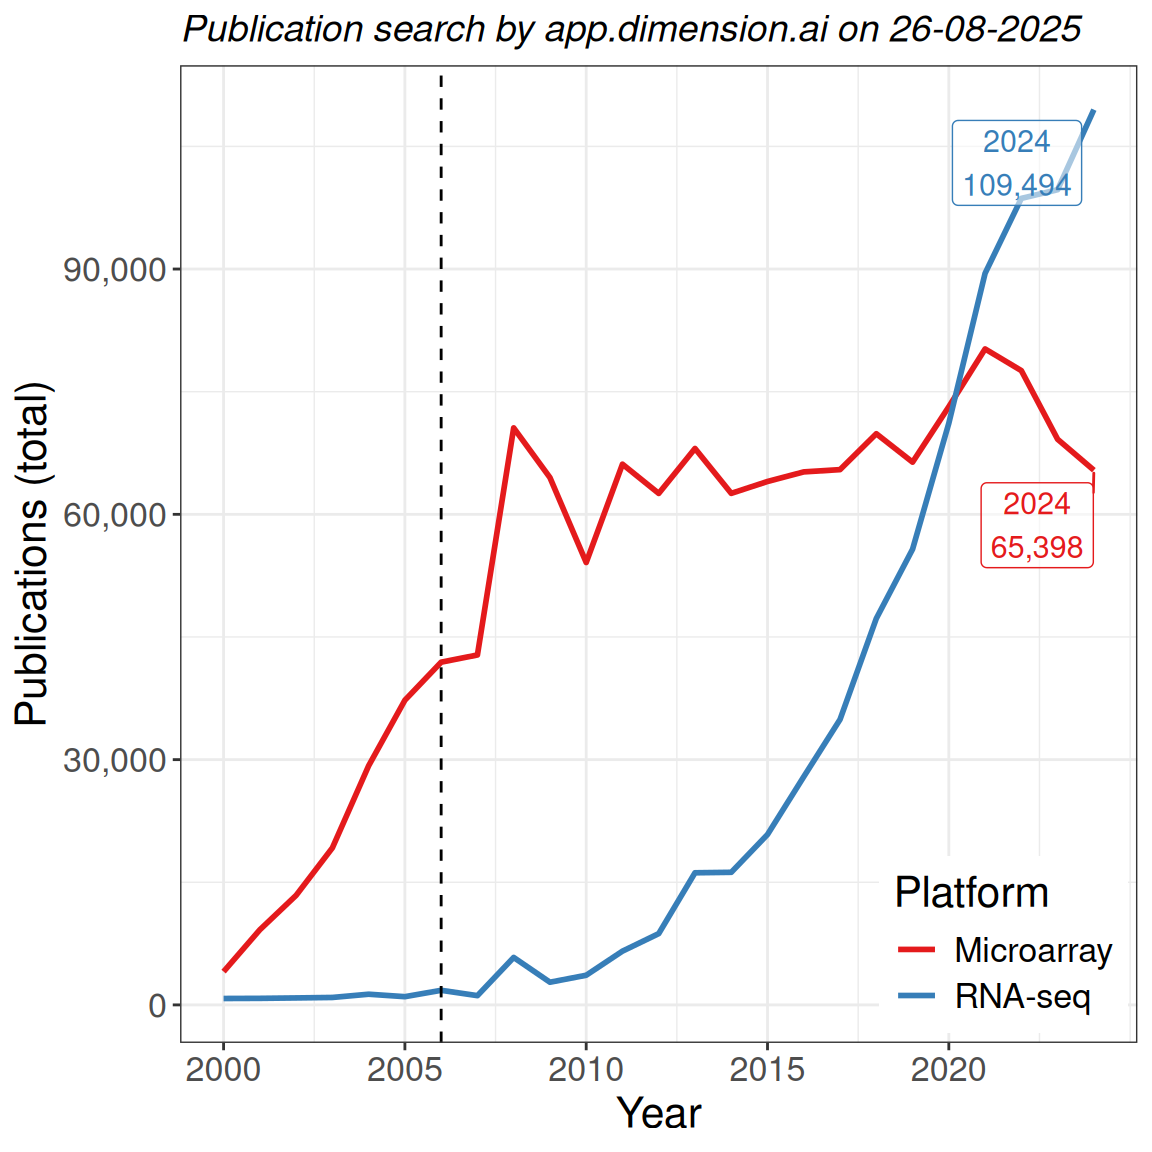 Publication search by app.dimension.ai on 26-08-2025
2024
109,494
90,000
60,000
30,000
0
2024
65,398
Publications (total)
Platform
Microarray
RNA-seq
2000
2005
2010
2015
2020
Year